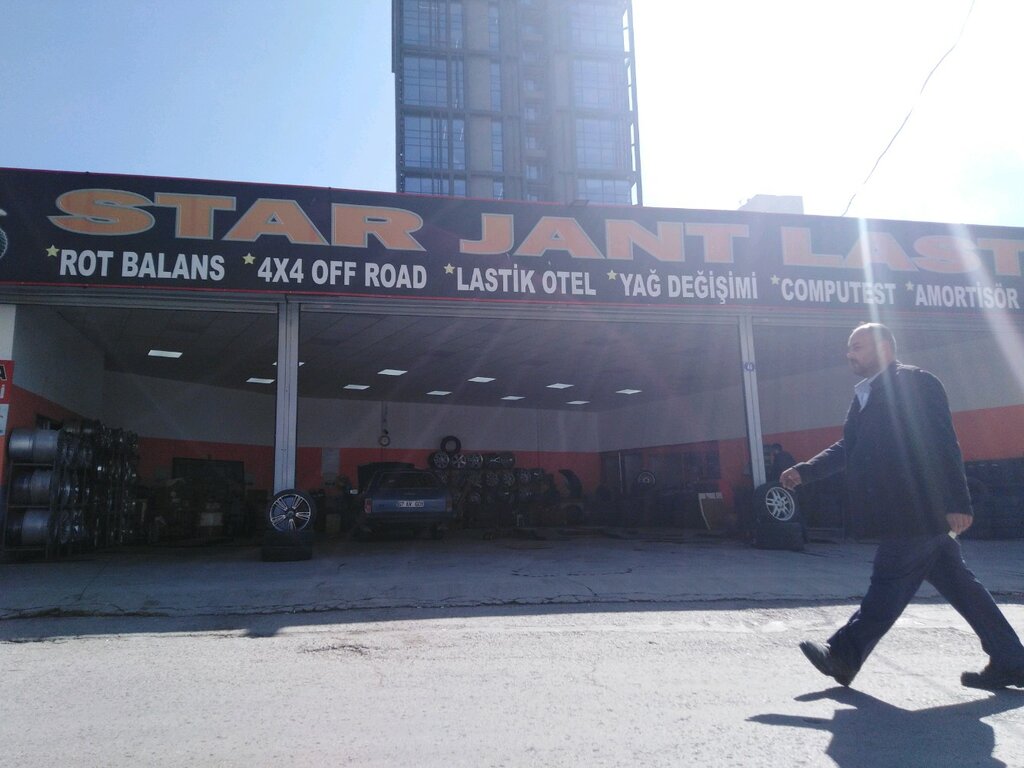 STAR JANT LAST
★ROT BALANS ★4X4 OFF ROAD ★LASTİK OTEL ★YAĞ DEĞİŞİMİ ★COMPUTEST ★AMORTİSÖR